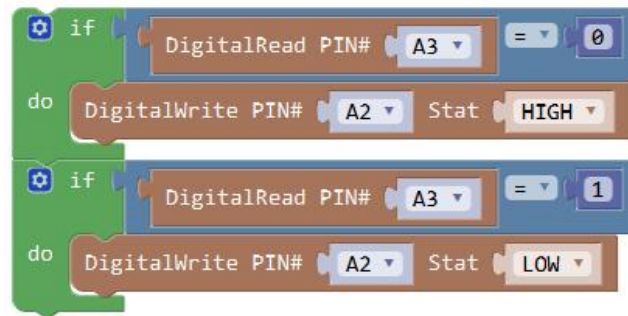 if DigitalRead PIN# A3 = 0
do DigitalWrite PIN# A2 Stat HIGH
if DigitalRead PIN# A3 = 1
do DigitalWrite PIN# A2 Stat LOW